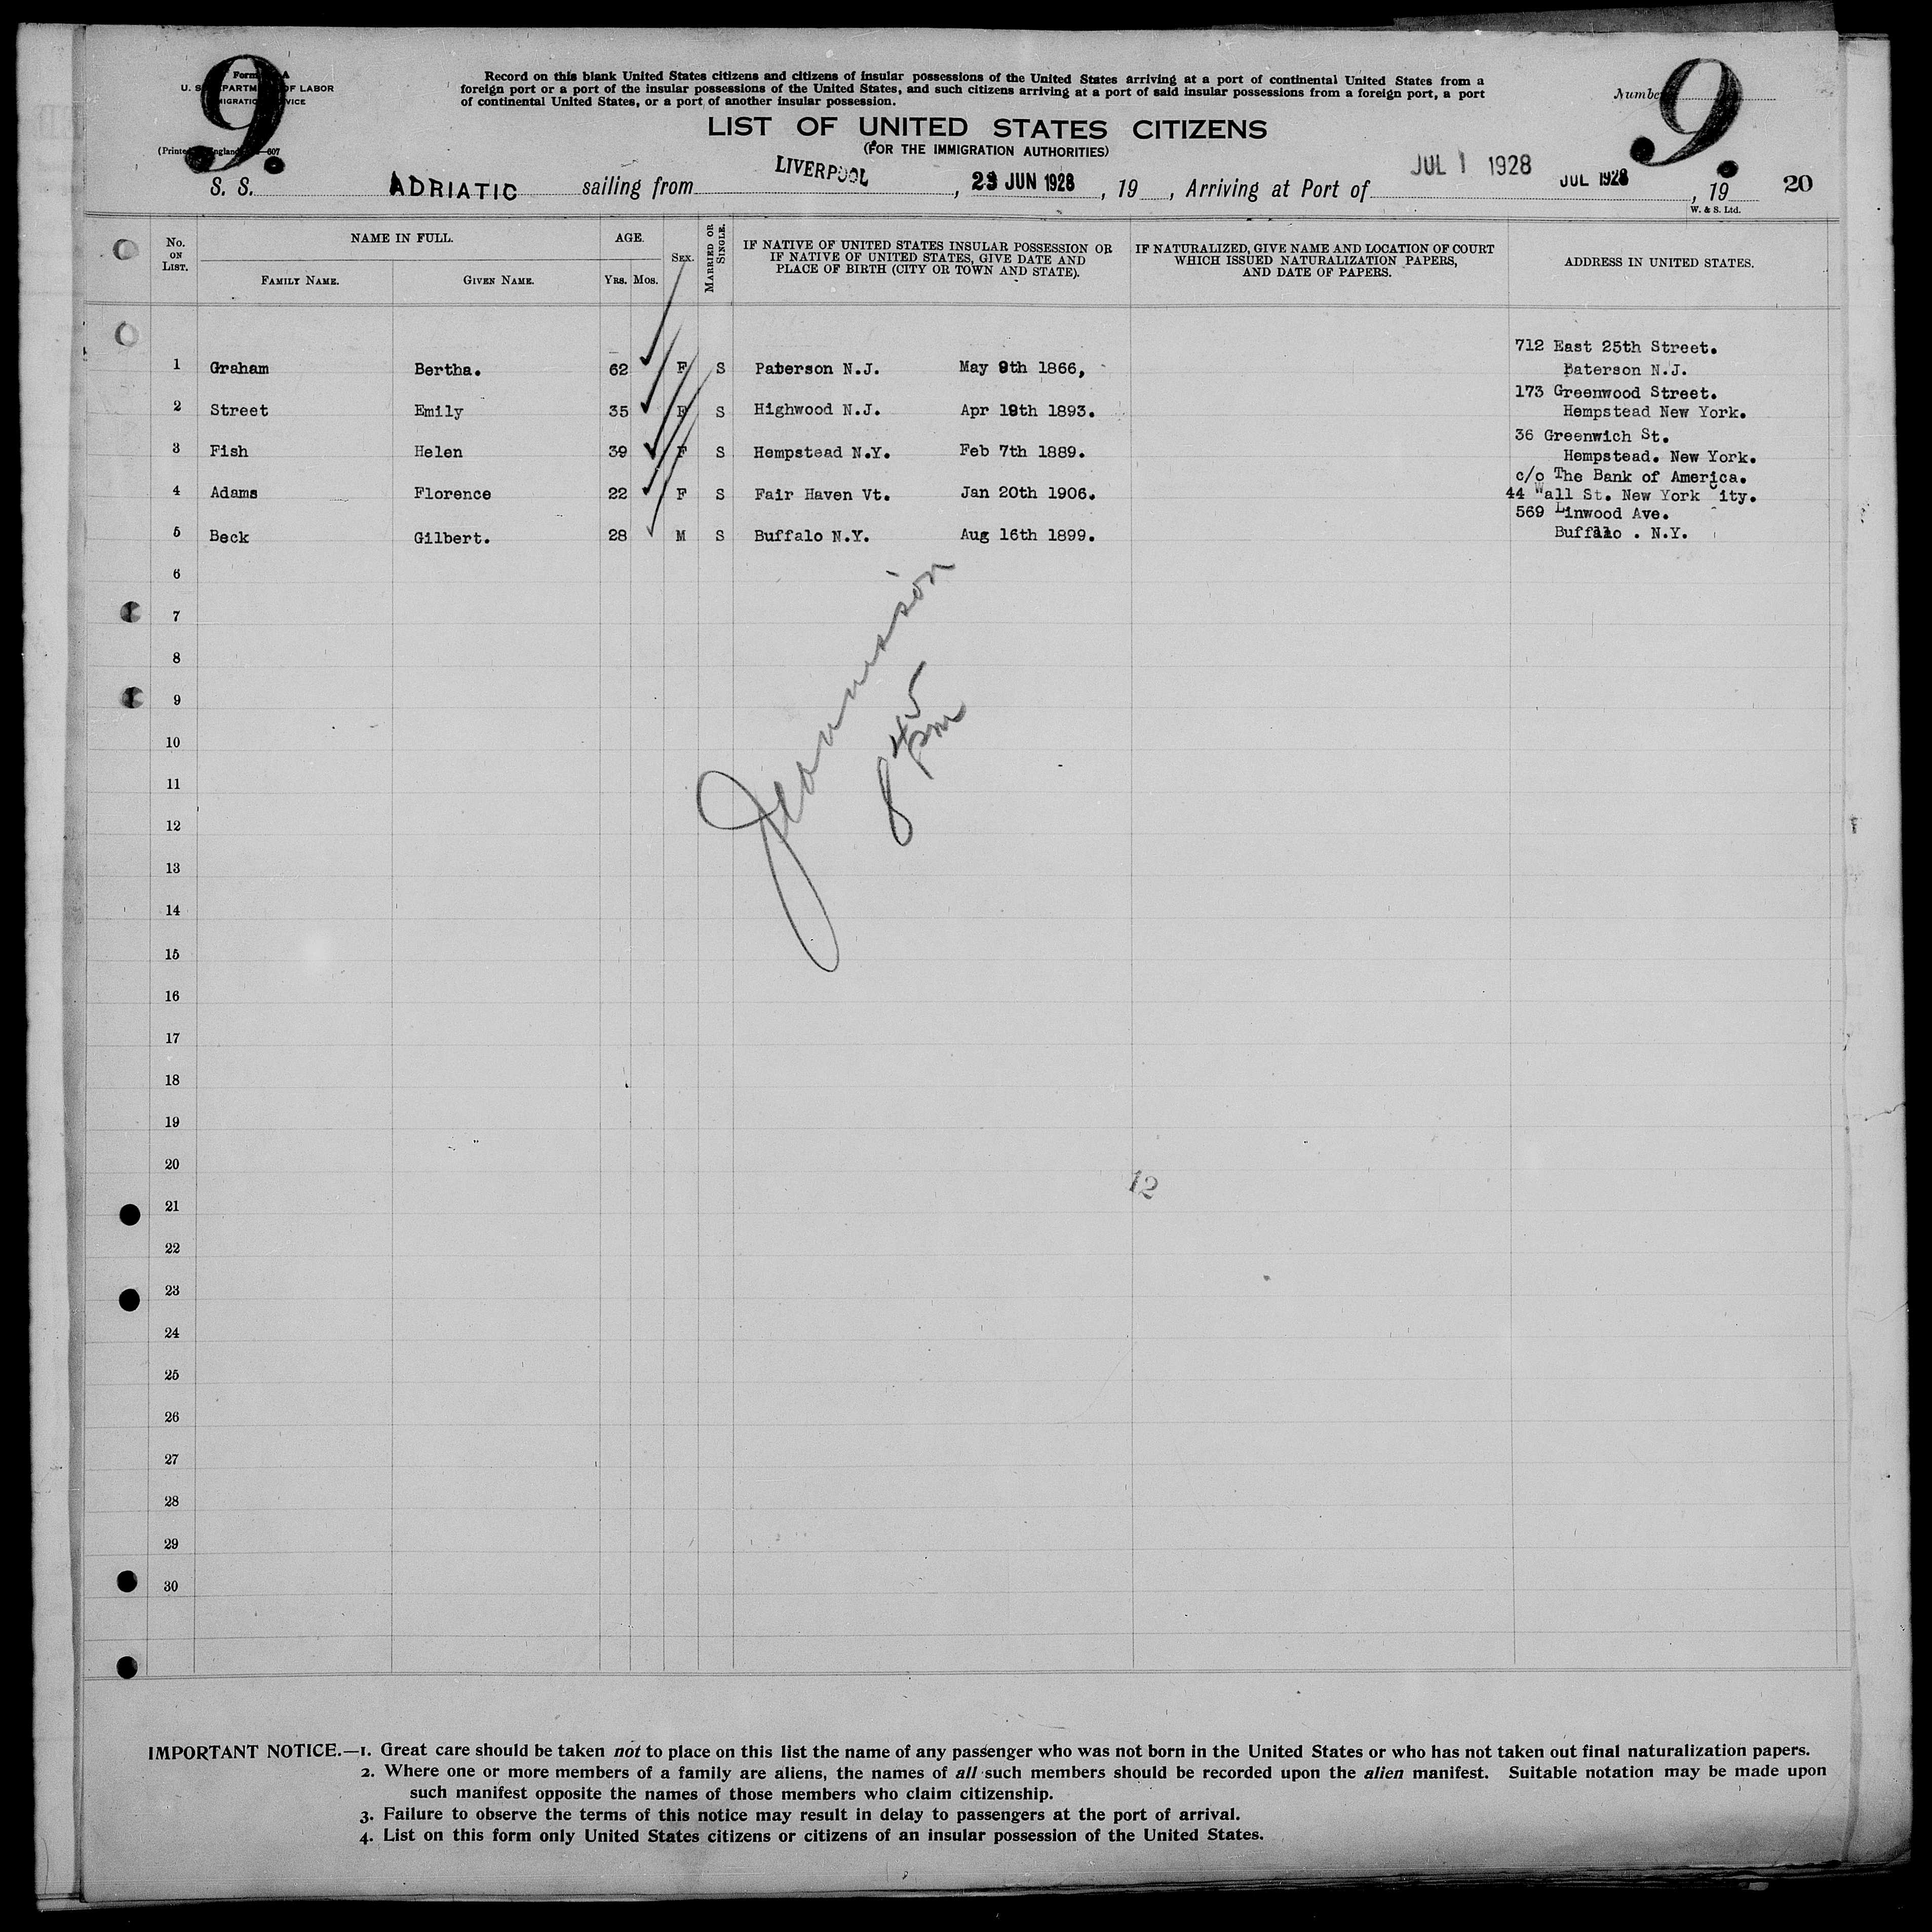 9. 9.
Form A
U. S. DEPARTMENT OF LABOR
IMMIGRATION SERVICE
Record on this blank United States citizens and citizens of insular possessions of the United States arriving at a port of continental United States from a
foreign port or a port of the insular possessions of the United States, and such citizens arriving at a port of said insular possessions from a foreign port, a port
of continental United States, or a port of another insular possession.
Number
LIST OF UNITED STATES CITIZENS
(FOR THE IMMIGRATION AUTHORITIES)
S. S. ADRIATIC sailing from LIVERPOOL, 23 JUN 1928, 19 , Arriving at Port of JUL 1 1928 JUL 1928, 19 20
W. & S. Ltd.
No. ON LIST. NAME IN FULL. AGE. SEX. MARRIED OR SINGLE. IF NATIVE OF UNITED STATES INSULAR POSSESSION OR IF NATIVE OF UNITED STATES, GIVE DATE AND PLACE OF BIRTH (CITY OR TOWN AND STATE). IF NATURALIZED, GIVE NAME AND LOCATION OF COURT WHICH ISSUED NATURALIZATION PAPERS, AND DATE OF PAPERS. ADDRESS IN UNITED STATES.
FAMILY NAME. GIVEN NAME. YRS. MOS.
712 East 25th Street.
1 Graham Bertha. 62 F S Paterson N.J. May 9th 1866, Paterson N.J.
173 Greenwood Street.
2 Street Emily 35 F S Highwood N.J. Apr 19th 1893. Hempstead New York.
36 Greenwich St.
3 Fish Helen 39 F S Hempstead N.Y. Feb 7th 1889. Hempstead. New York.
c/o The Bank of America.
4 Adams Florence 22 F S Fair Haven Vt. Jan 20th 1906. 44 Wall St. New York City.
569 Linwood Ave.
5 Beck Gilbert. 28 M S Buffalo N.Y. Aug 16th 1899. Buffalo . N.Y.
6
7
8
9
10
11
12
13
14
15
16
17
18
19
20
21
22
23
24
25
26
27
28
29
30
8 45 pm
12
IMPORTANT NOTICE.—1. Great care should be taken not to place on this list the name of any passenger who was not born in the United States or who has not taken out final naturalization papers.
2. Where one or more members of a family are aliens, the names of all such members should be recorded upon the alien manifest. Suitable notation may be made upon
such manifest opposite the names of those members who claim citizenship.
3. Failure to observe the terms of this notice may result in delay to passengers at the port of arrival.
4. List on this form only United States citizens or citizens of an insular possession of the United States.